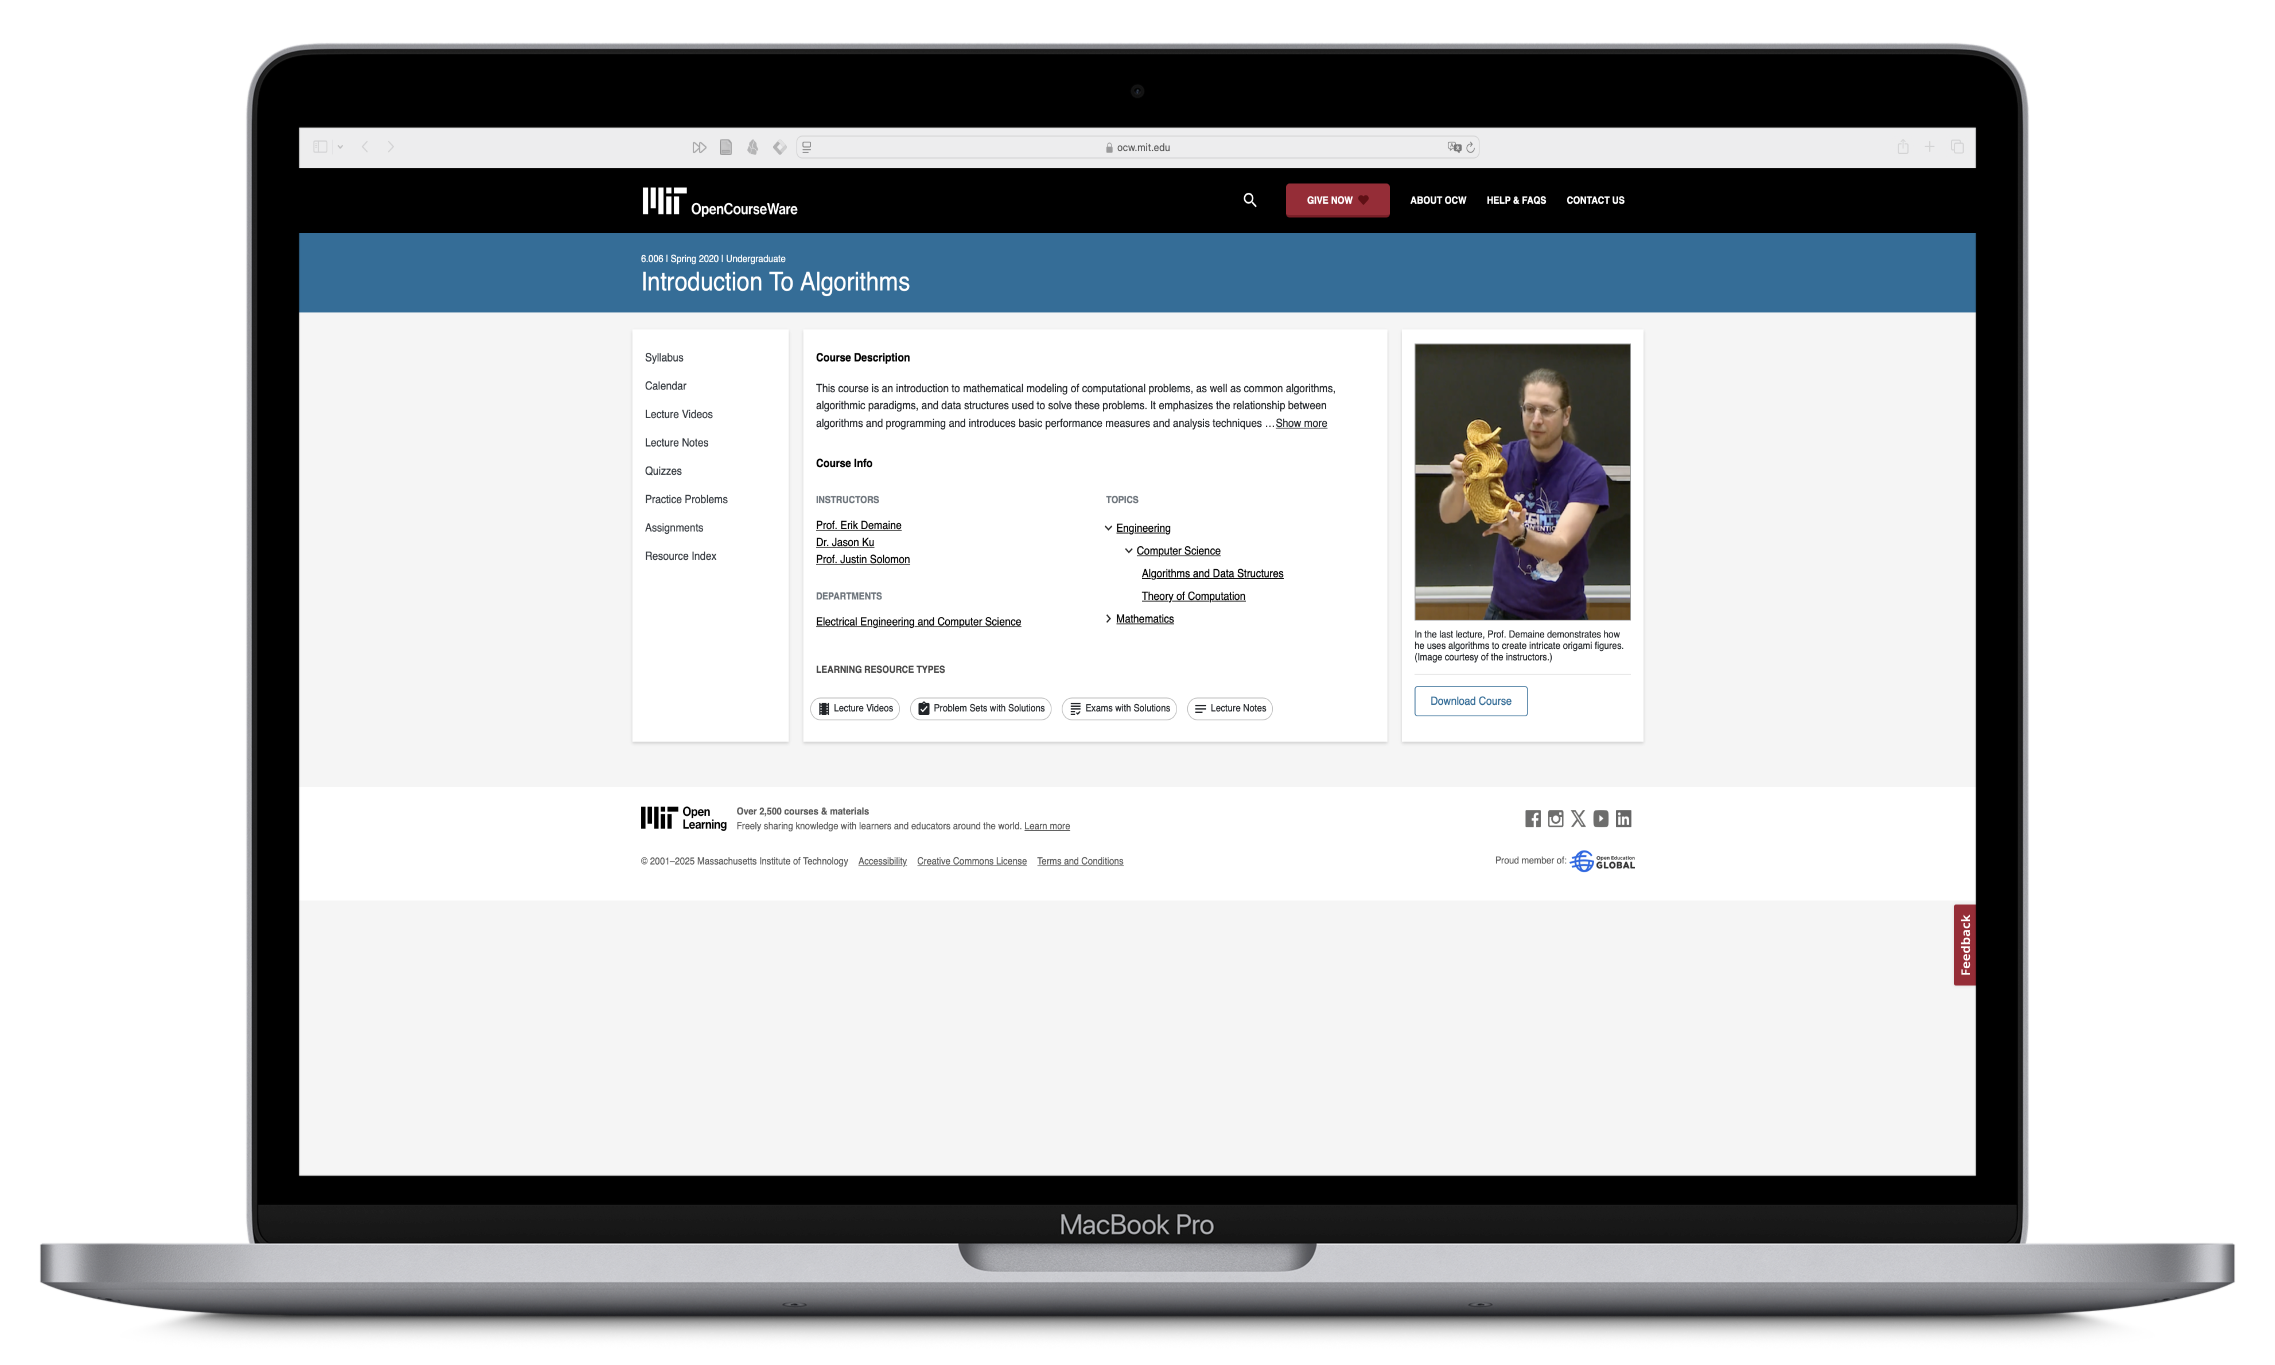 ocw.mit.edu
MIT OpenCourseWare
GIVE NOW
ABOUT OCW
HELP & FAQS
CONTACT US
6.006 | Spring 2020 | Undergraduate
Introduction To Algorithms
Syllabus
Calendar
Lecture Videos
Lecture Notes
Quizzes
Practice Problems
Assignments
Resource Index
Course Description
This course is an introduction to mathematical modeling of computational problems, as well as common algorithms,
algorithmic paradigms, and data structures used to solve these problems. It emphasizes the relationship between
algorithms and programming and introduces basic performance measures and analysis techniques …Show more
Course Info
INSTRUCTORS
Prof. Erik Demaine
Dr. Jason Ku
Prof. Justin Solomon
DEPARTMENTS
Electrical Engineering and Computer Science
TOPICS
Engineering
Computer Science
Algorithms and Data Structures
Theory of Computation
Mathematics
LEARNING RESOURCE TYPES
Lecture Videos
Problem Sets with Solutions
Exams with Solutions
Lecture Notes
In the last lecture, Prof. Demaine demonstrates how
he uses algorithms to create intricate origami figures.
(Image courtesy of the instructors.)
Download Course
MIT Open
Learning
Over 2,500 courses & materials
Freely sharing knowledge with learners and educators around the world. Learn more
© 2001–2025 Massachusetts Institute of Technology
Accessibility
Creative Commons License
Terms and Conditions
Proud member of:
Open Education
GLOBAL
Feedback
MacBook Pro